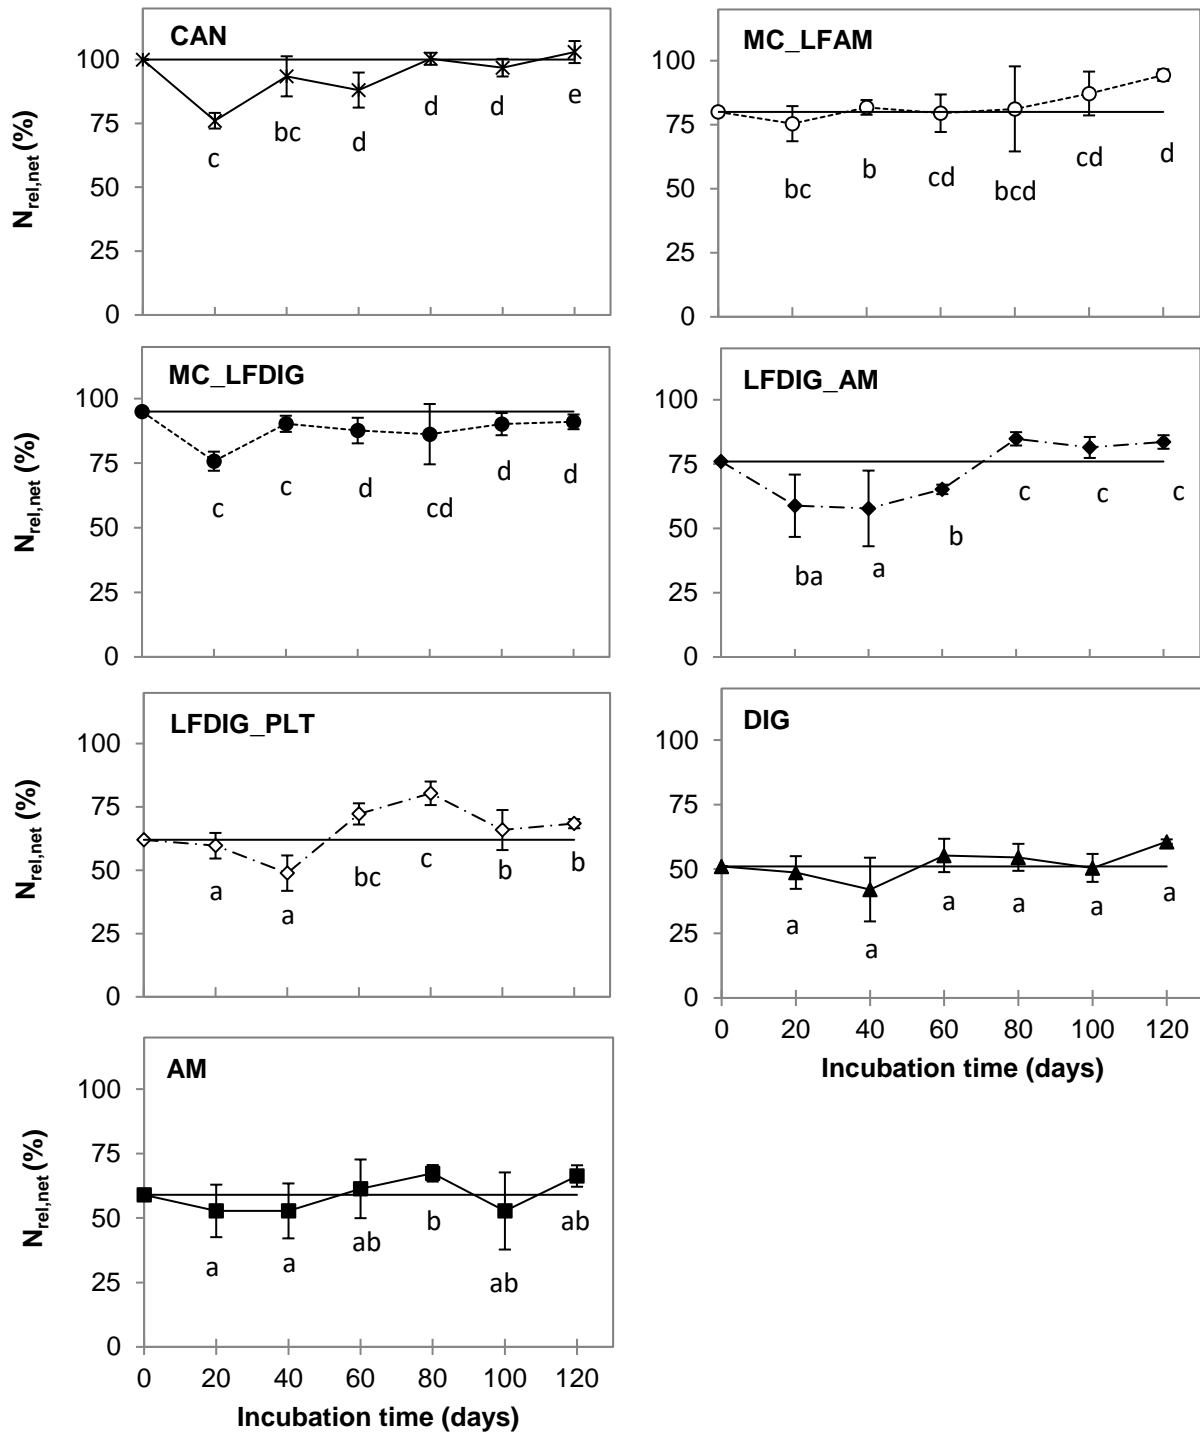 CAN
100
75
50
25
0
N_rel,net (%)
c
bc
d
d
d
e
MC_LFAM
100
75
50
25
0
bc
b
cd
bcd
cd
d
MC_LFDIG
100
75
50
25
0
N_rel,net (%)
c
c
d
cd
d
d
LFDIG_AM
100
75
50
25
0
ba
a
b
c
c
c
LFDIG_PLT
100
75
50
25
0
N_rel,net (%)
a
a
bc
c
b
b
DIG
100
75
50
25
0
a
a
a
a
a
a
0 20 40 60 80 100 120
Incubation time (days)
AM
100
75
50
25
0
N_rel,net (%)
a
a
ab
b
ab
ab
0 20 40 60 80 100 120
Incubation time (days)